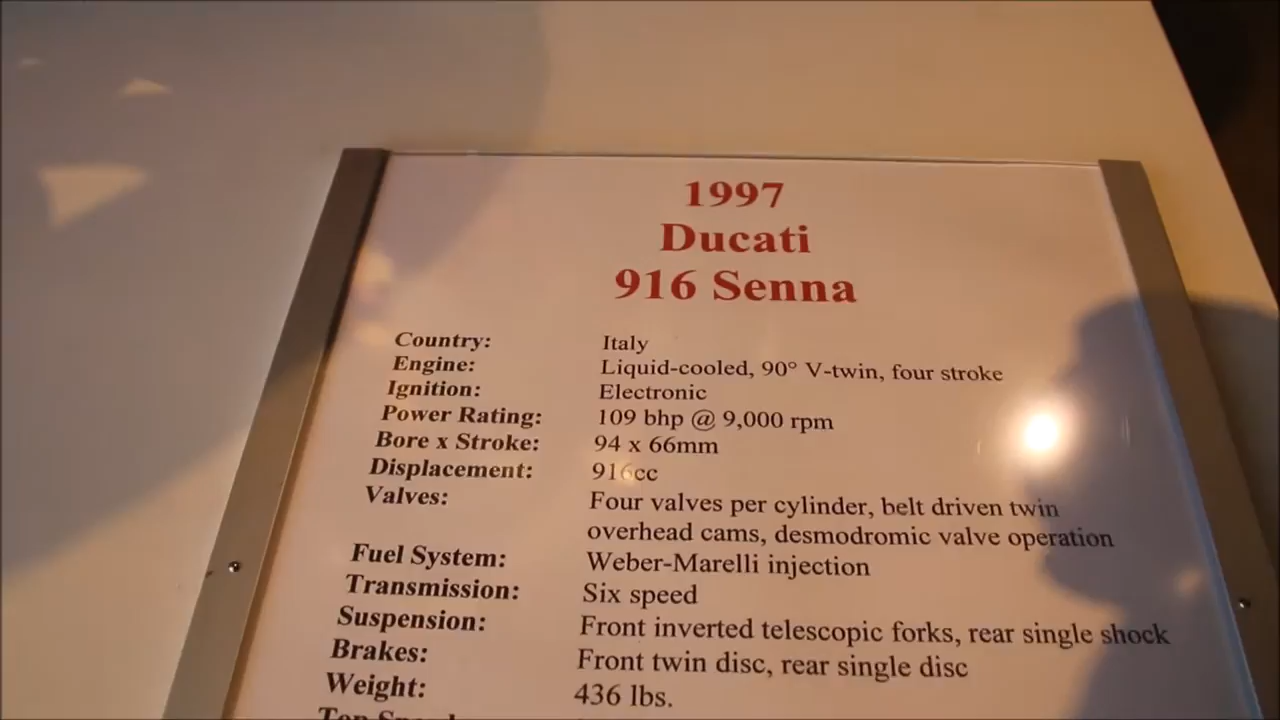 1997
Ducati
916 Senna
Country: Italy
Engine: Liquid-cooled, 90° V-twin, four stroke
Ignition: Electronic
Power Rating: 109 bhp @ 9,000 rpm
Bore x Stroke: 94 x 66mm
Displacement: 916cc
Valves: Four valves per cylinder, belt driven twin
overhead cams, desmodromic valve operation
Fuel System: Weber-Marelli injection
Transmission: Six speed
Suspension: Front inverted telescopic forks, rear single shock
Brakes: Front twin disc, rear single disc
Weight: 436 lbs.